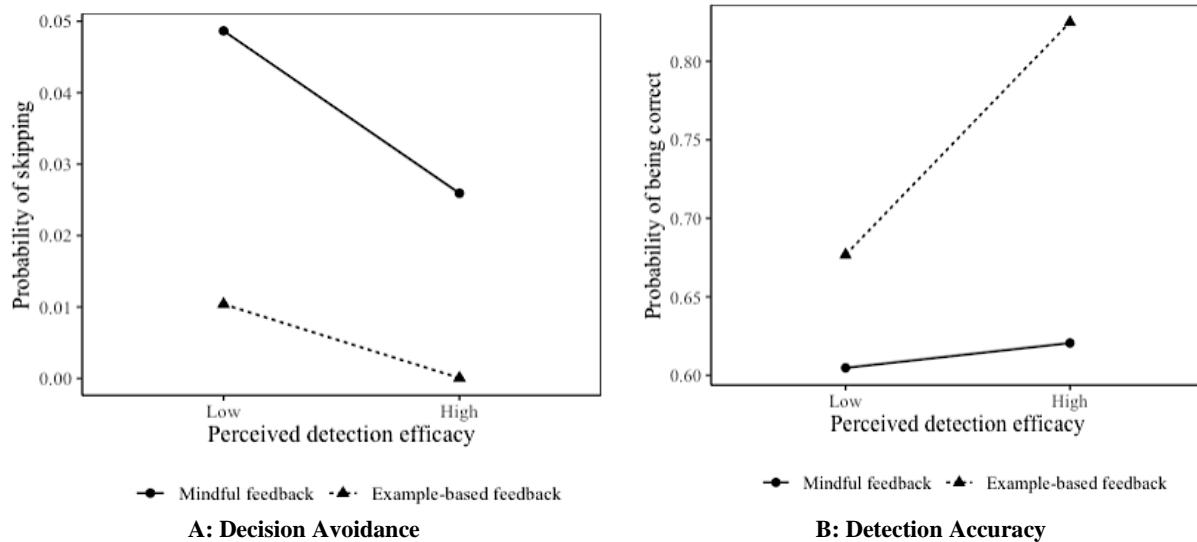 0.05
0.04
0.03
0.02
0.01
0.00
Probability of skipping
Low
High
Perceived detection efficacy
Mindful feedback
Example-based feedback
A: Decision Avoidance
0.80
0.75
0.70
0.65
0.60
Probability of being correct
Low
High
Perceived detection efficacy
Mindful feedback
Example-based feedback
B: Detection Accuracy